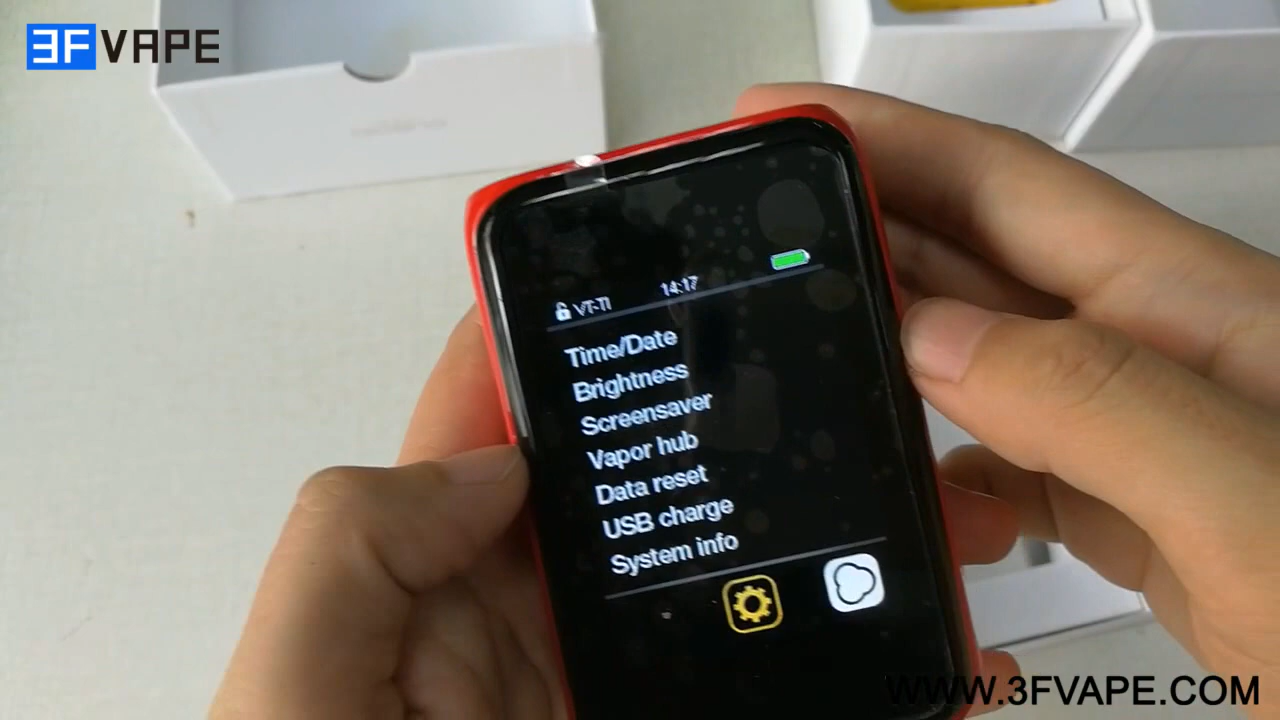 3FVAPE
VT-TI 14:17
Time/Date
Brightness
Screensaver
Vapor hub
Data reset
USB charge
System info
WWW.3FVAPE.COM